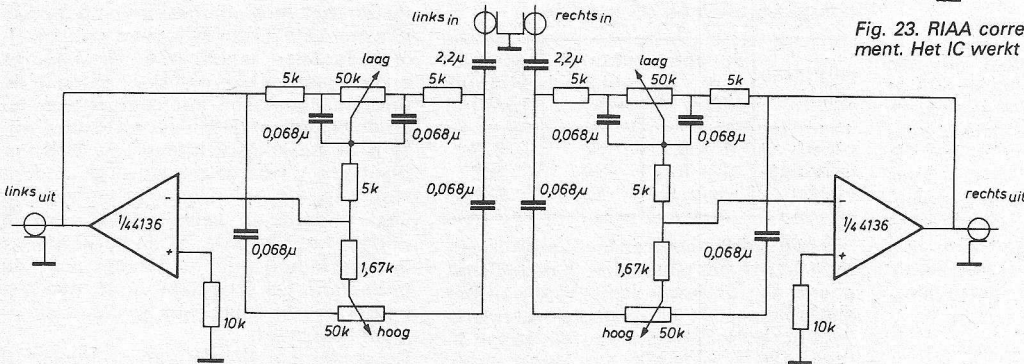 links in
rechts in
Fig. 23. RIAA corre
ment. Het IC werkt
2,2μ
2,2μ
laag
laag
5k
50k
5k
5k
50k
5k
0,068μ
0,068μ
0,068μ
0,068μ
5k
5k
0,068μ
0,068μ
links uit
rechts uit
-
1/4 4136
+
-
1/4 4136
+
0,068μ
0,068μ
1,67k
1,67k
10k
50k
hoog
hoog
50k
10k